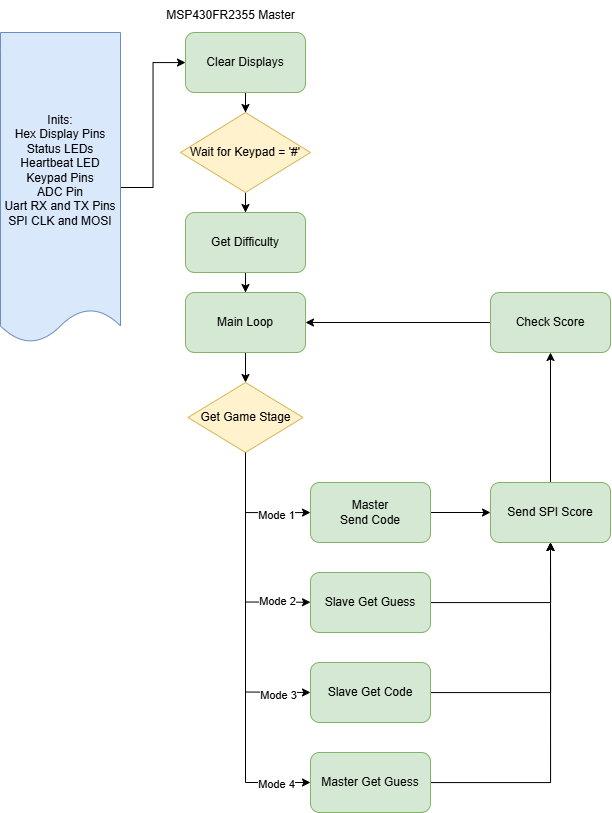 MSP430FR2355 Master
Inits:
Hex Display Pins
Status LEDs
Heartbeat LED
Keypad Pins
ADC Pin
Uart RX and TX Pins
SPI CLK and MOSI
Clear Displays
Wait for Keypad = '#'
Get Difficulty
Main Loop
Check Score
Get Game Stage
Mode 1
Master
Send Code
Send SPI Score
Mode 2
Slave Get Guess
Mode 3
Slave Get Code
Mode 4
Master Get Guess